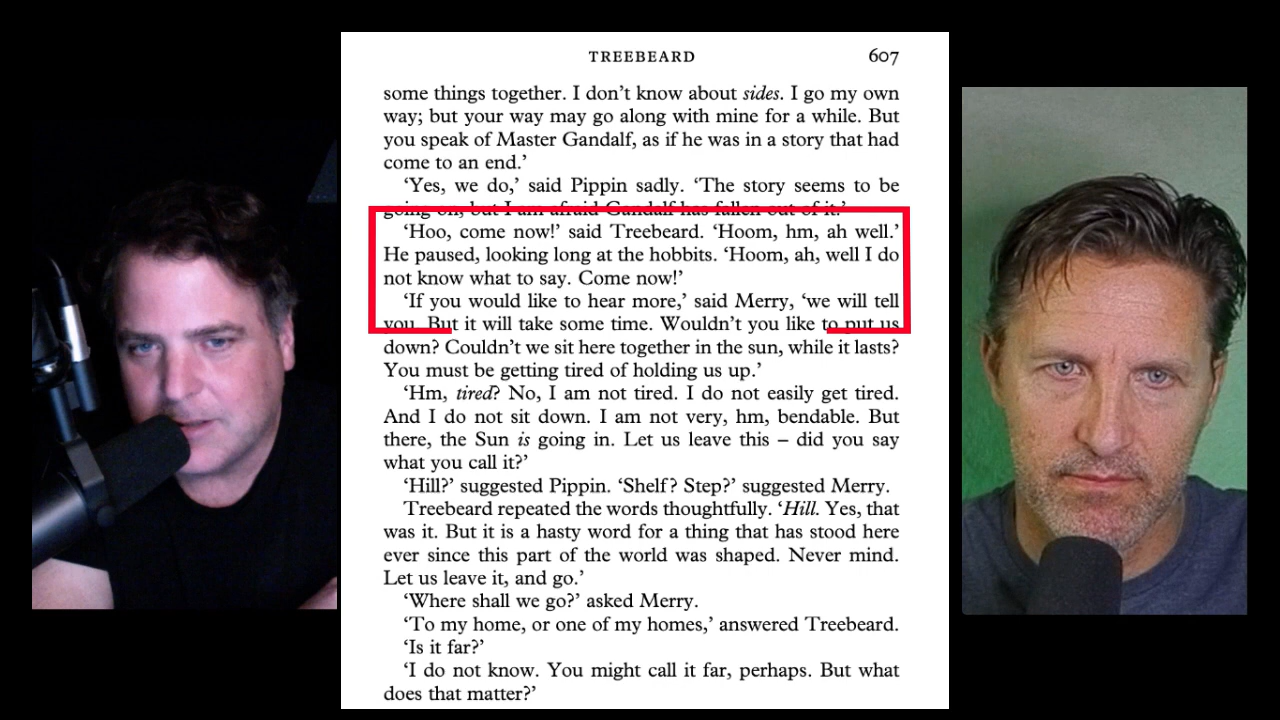 TREEBEARD 607
some things together. I don’t know about sides. I go my own
way; but your way may go along with mine for a while. But
you speak of Master Gandalf, as if he was in a story that had
come to an end.’
‘Yes, we do,’ said Pippin sadly. ‘The story seems to be
going on, but I am afraid Gandalf has fallen out of it.’
‘Hoo, come now!’ said Treebeard. ‘Hoom, hm, ah well.’
He paused, looking long at the hobbits. ‘Hoom, ah, well I do
not know what to say. Come now!’
‘If you would like to hear more,’ said Merry, ‘we will tell
you. But it will take some time. Wouldn’t you like to put us
down? Couldn’t we sit here together in the sun, while it lasts?
You must be getting tired of holding us up.’
‘Hm, tired? No, I am not tired. I do not easily get tired.
And I do not sit down. I am not very, hm, bendable. But
there, the Sun is going in. Let us leave this – did you say
what you call it?’
‘Hill?’ suggested Pippin. ‘Shelf? Step?’ suggested Merry.
Treebeard repeated the words thoughtfully. ‘Hill. Yes, that
was it. But it is a hasty word for a thing that has stood here
ever since this part of the world was shaped. Never mind.
Let us leave it, and go.’
‘Where shall we go?’ asked Merry.
‘To my home, or one of my homes,’ answered Treebeard.
‘Is it far?’
‘I do not know. You might call it far, perhaps. But what
does that matter?’